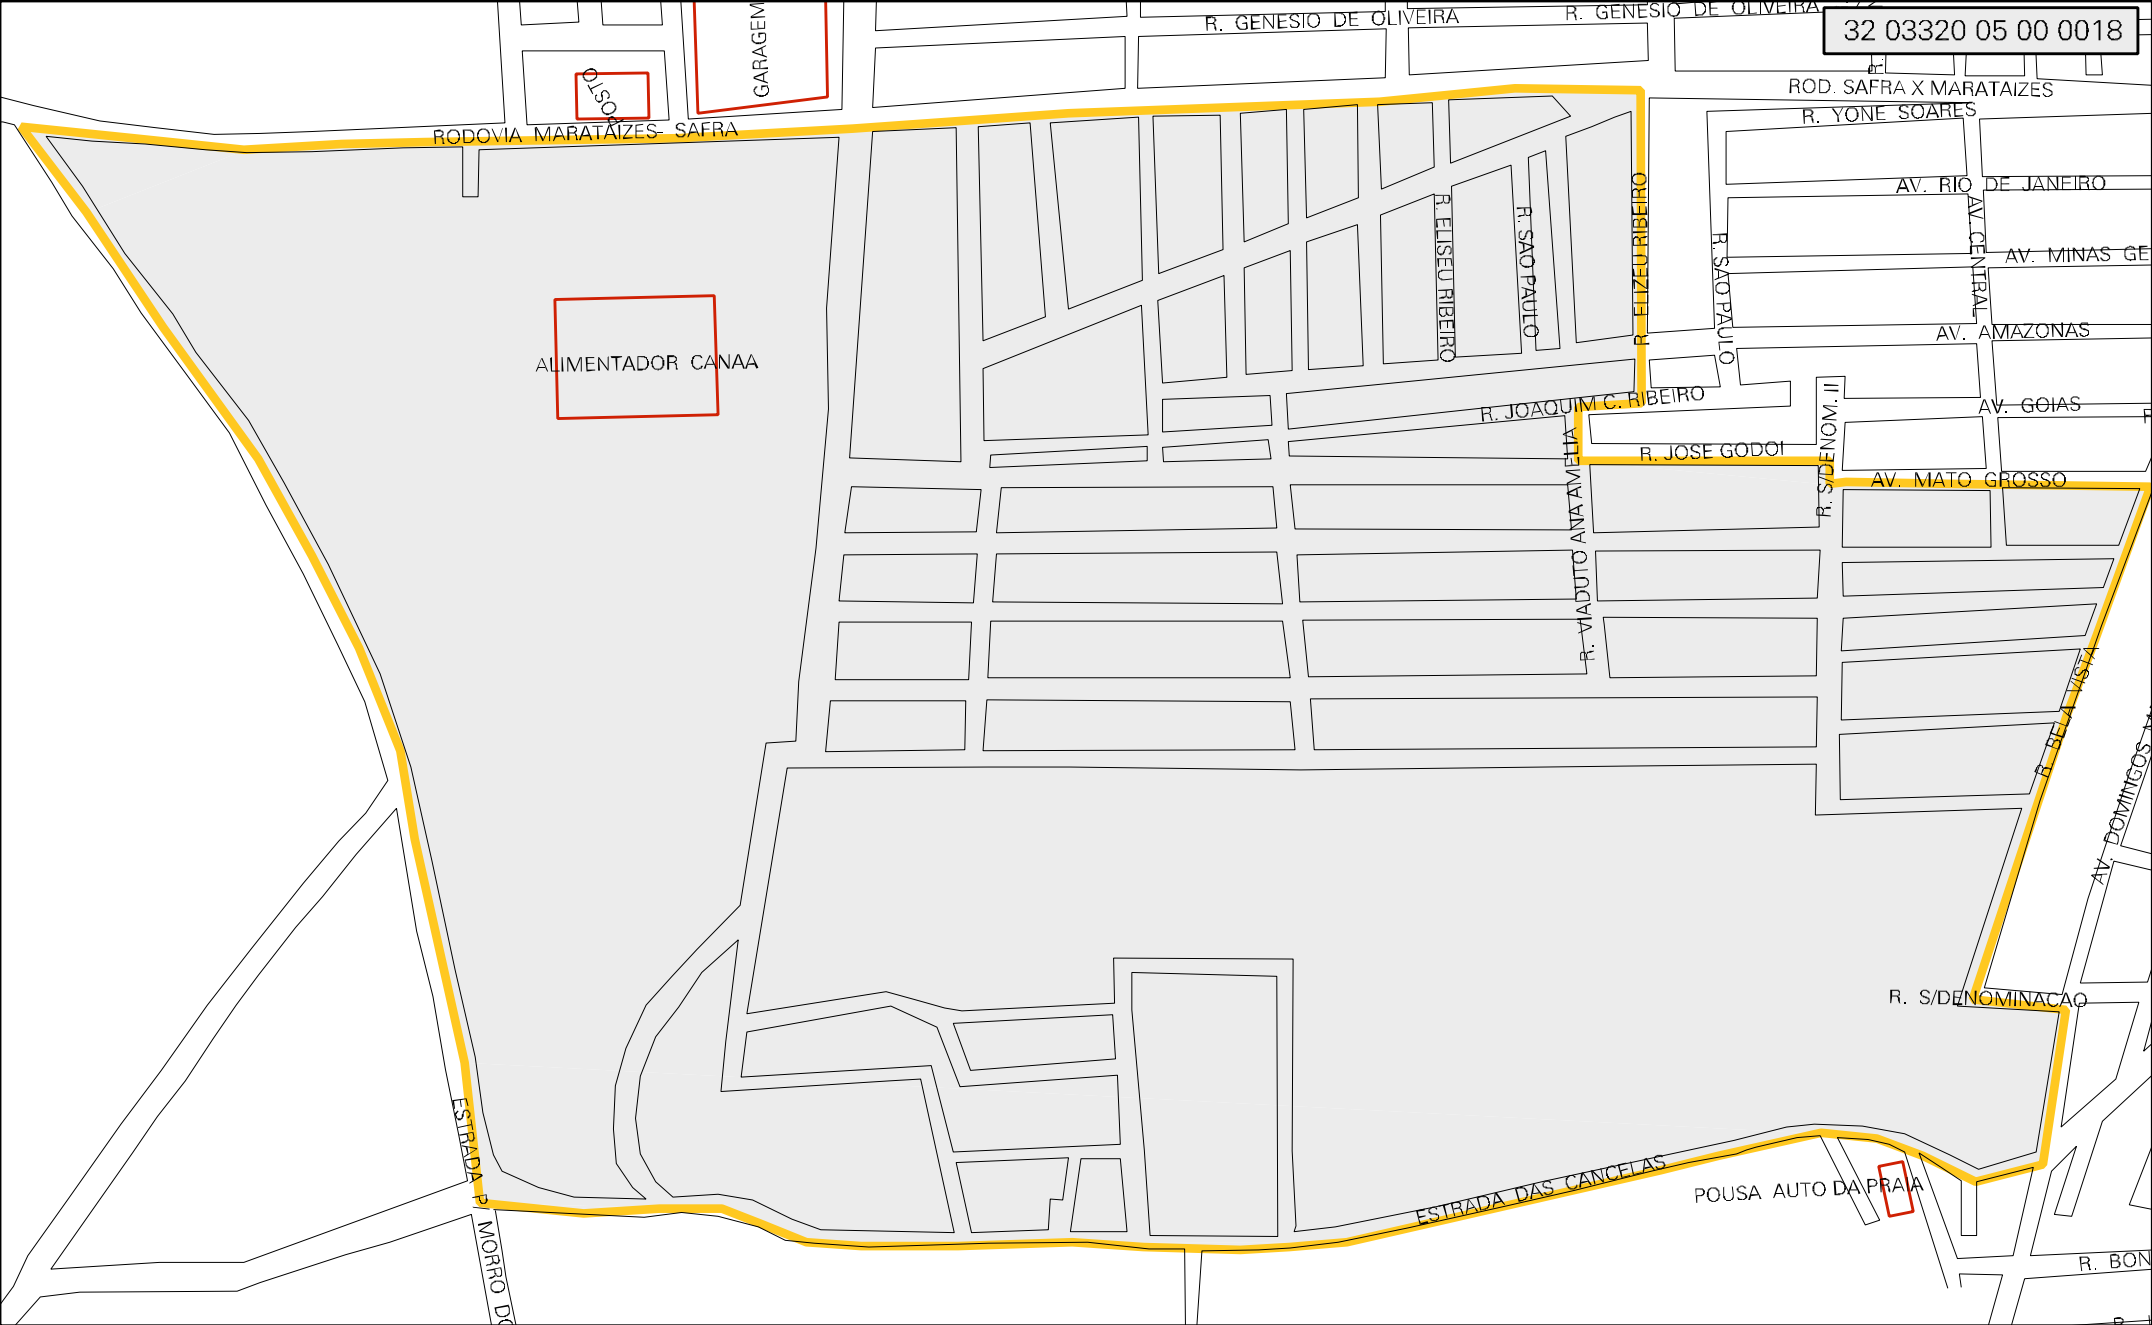 GARAGEM
R. GENESIO DE OLIVEIRA
R. GENESIO DE OLIVEIRA
32 03320 05 00 0018
R.
POSTO
ROD. SAFRA X MARATAIZES
R. YONE SOARES
RODOVIA MARATAIZES- SAFRA
AV. RIO DE JANEIRO
AV. CENTRAL
R. ELISEU RIBEIRO
R. SAO PAULO
R. ELIZEU RIBEIRO
R. SAO PAULO
AV. MINAS GE
AV. AMAZONAS
ALIMENTADOR CANAA
R. JOAQUIM C. RIBEIRO
AV. GOIAS
R. S/DENOM. II
R. JOSE GODOI
AV. MATO GROSSO
R. VIADUTO ANA AMELIA
R. BELA VISTA
AV. DOMINGOS
R. S/DENOMINACAO
ESTRADA P/ MORRO DO
ESTRADA DAS CANCELAS
POUSA AUTO DA PRAIA
R. BON